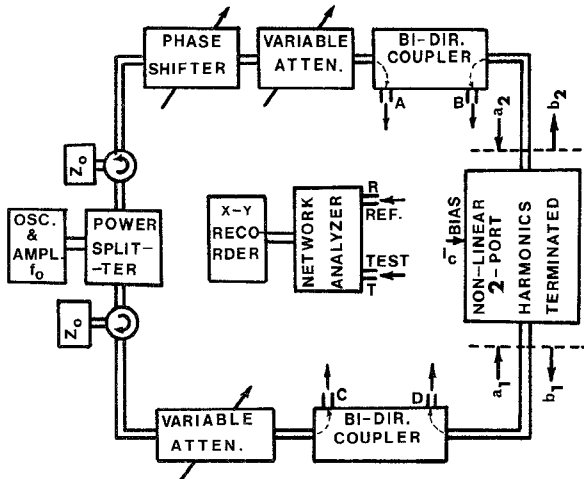 PHASE
SHIFTER
VARIABLE
ATTEN.
BI-DIR.
COUPLER
A
B
a2
b2
Zo
OSC.
&
AMPL.
fo
POWER
SPLIT-
-TER
X-Y
RECO
RDER
NETWORK
ANALYZER
R
REF.
TEST
T
BIAS
Ic
NON-LINEAR
2-PORT
HARMONICS
TERMINATED
Zo
a1
b1
VARIABLE
ATTEN.
C
D
BI-DIR.
COUPLER